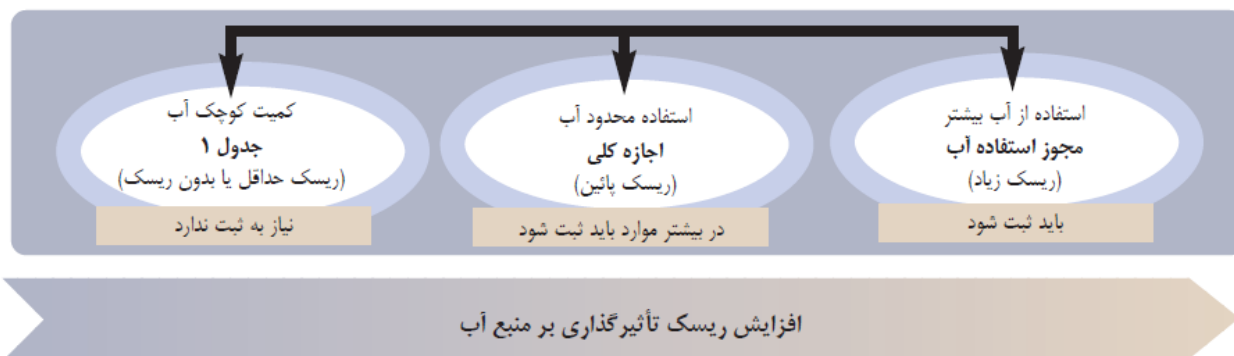 کمیت کوچک آب
جدول ۱
(ریسک حداقل یا بدون ریسک)
نیاز به ثبت ندارد
استفاده محدود آب
اجازه کلی
(ریسک پائین)
در بیشتر موارد باید ثبت شود
استفاده از آب بیشتر
مجوز استفاده آب
(ریسک زیاد)
باید ثبت شود
افزایش ریسک تأثیرگذاری بر منبع آب